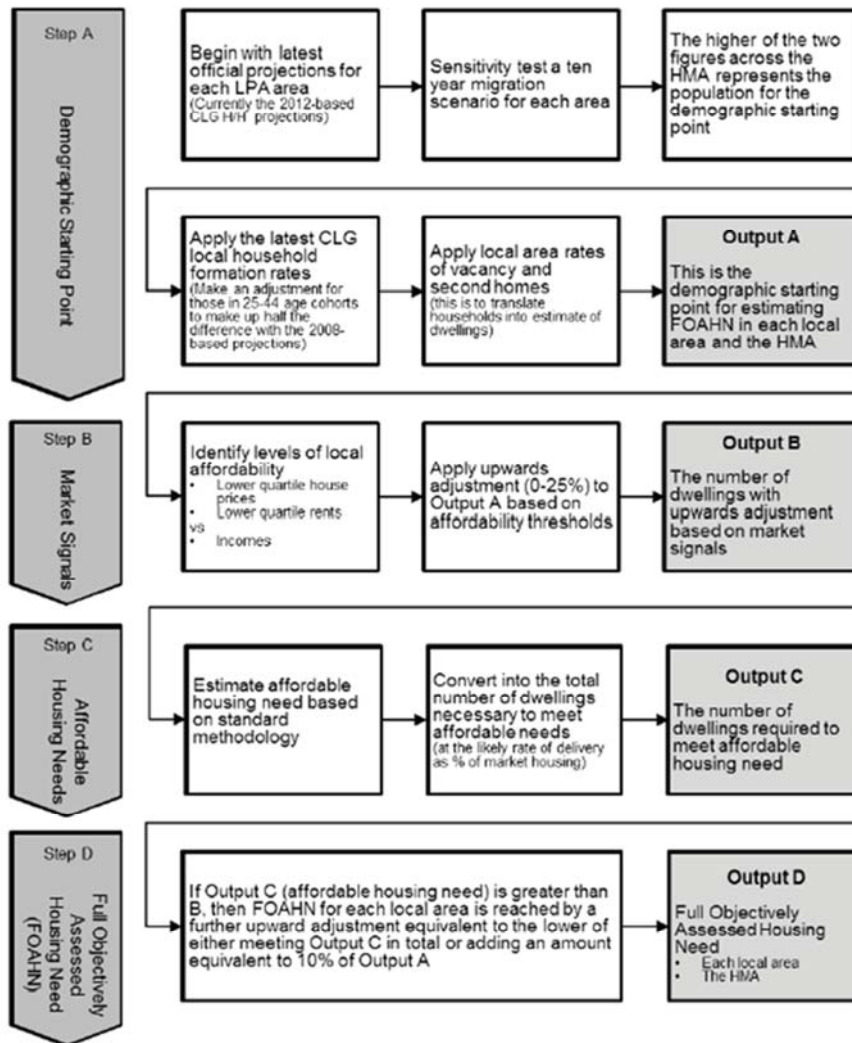 Step A
Demographic Starting Point
Begin with latest
official projections for
each LPA area
(Currently the 2012-based
CLG H/H projections)
Sensitivity test a ten
year migration
scenario for each area
The higher of the two
figures across the
HMA represents the
population for the
demographic starting
point
Apply the latest CLG
local household
formation rates
(Make an adjustment for
those in 25-44 age cohorts
to make up half the
difference with the 2008-
based projections)
Apply local area rates
of vacancy and
second homes
(this is to translate
households into estimate of
dwellings)
Output A
This is the
demographic starting
point for estimating
FOAHN in each local
area and the HMA
Step B
Market Signals
Identify levels of local
affordability
• Lower quartile house
prices
• Lower quartile rents
vs
• Incomes
Apply upwards
adjustment (0-25%) to
Output A based on
affordability thresholds
Output B
The number of
dwellings with
upwards adjustment
based on market
signals
Step C
Affordable
Housing Needs
Estimate affordable
housing need based
on standard
methodology
Convert into the total
number of dwellings
necessary to meet
affordable needs
(at the likely rate of delivery
as % of market housing)
Output C
The number of
dwellings required to
meet affordable
housing need
Step D
Full Objectively
Assessed
Housing Need
(FOAHN)
If Output C (affordable housing need) is greater than
B, then FOAHN for each local area is reached by a
further upward adjustment equivalent to the lower of
either meeting Output C in total or adding an amount
equivalent to 10% of Output A
Output D
Full Objectively
Assessed Housing
Need
• Each local area
• The HMA